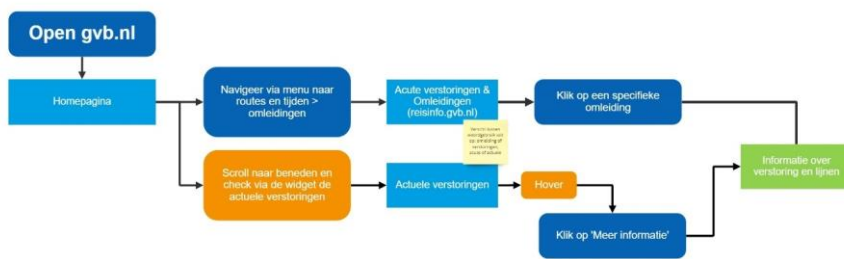 Open gvb.nl
Homepagina
Navigeer via menu naar
routes en tijden >
omleidingen
Acute verstoringen &
Omleidingen
(reisinfo.gvb.nl)
Klik op een specifieke
omleiding
Scroll naar beneden en
check via de widget de
actuele verstoringen
Actuele verstoringen
Hover
Klik op 'Meer informatie'
Informatie over
verstoring en lijnen